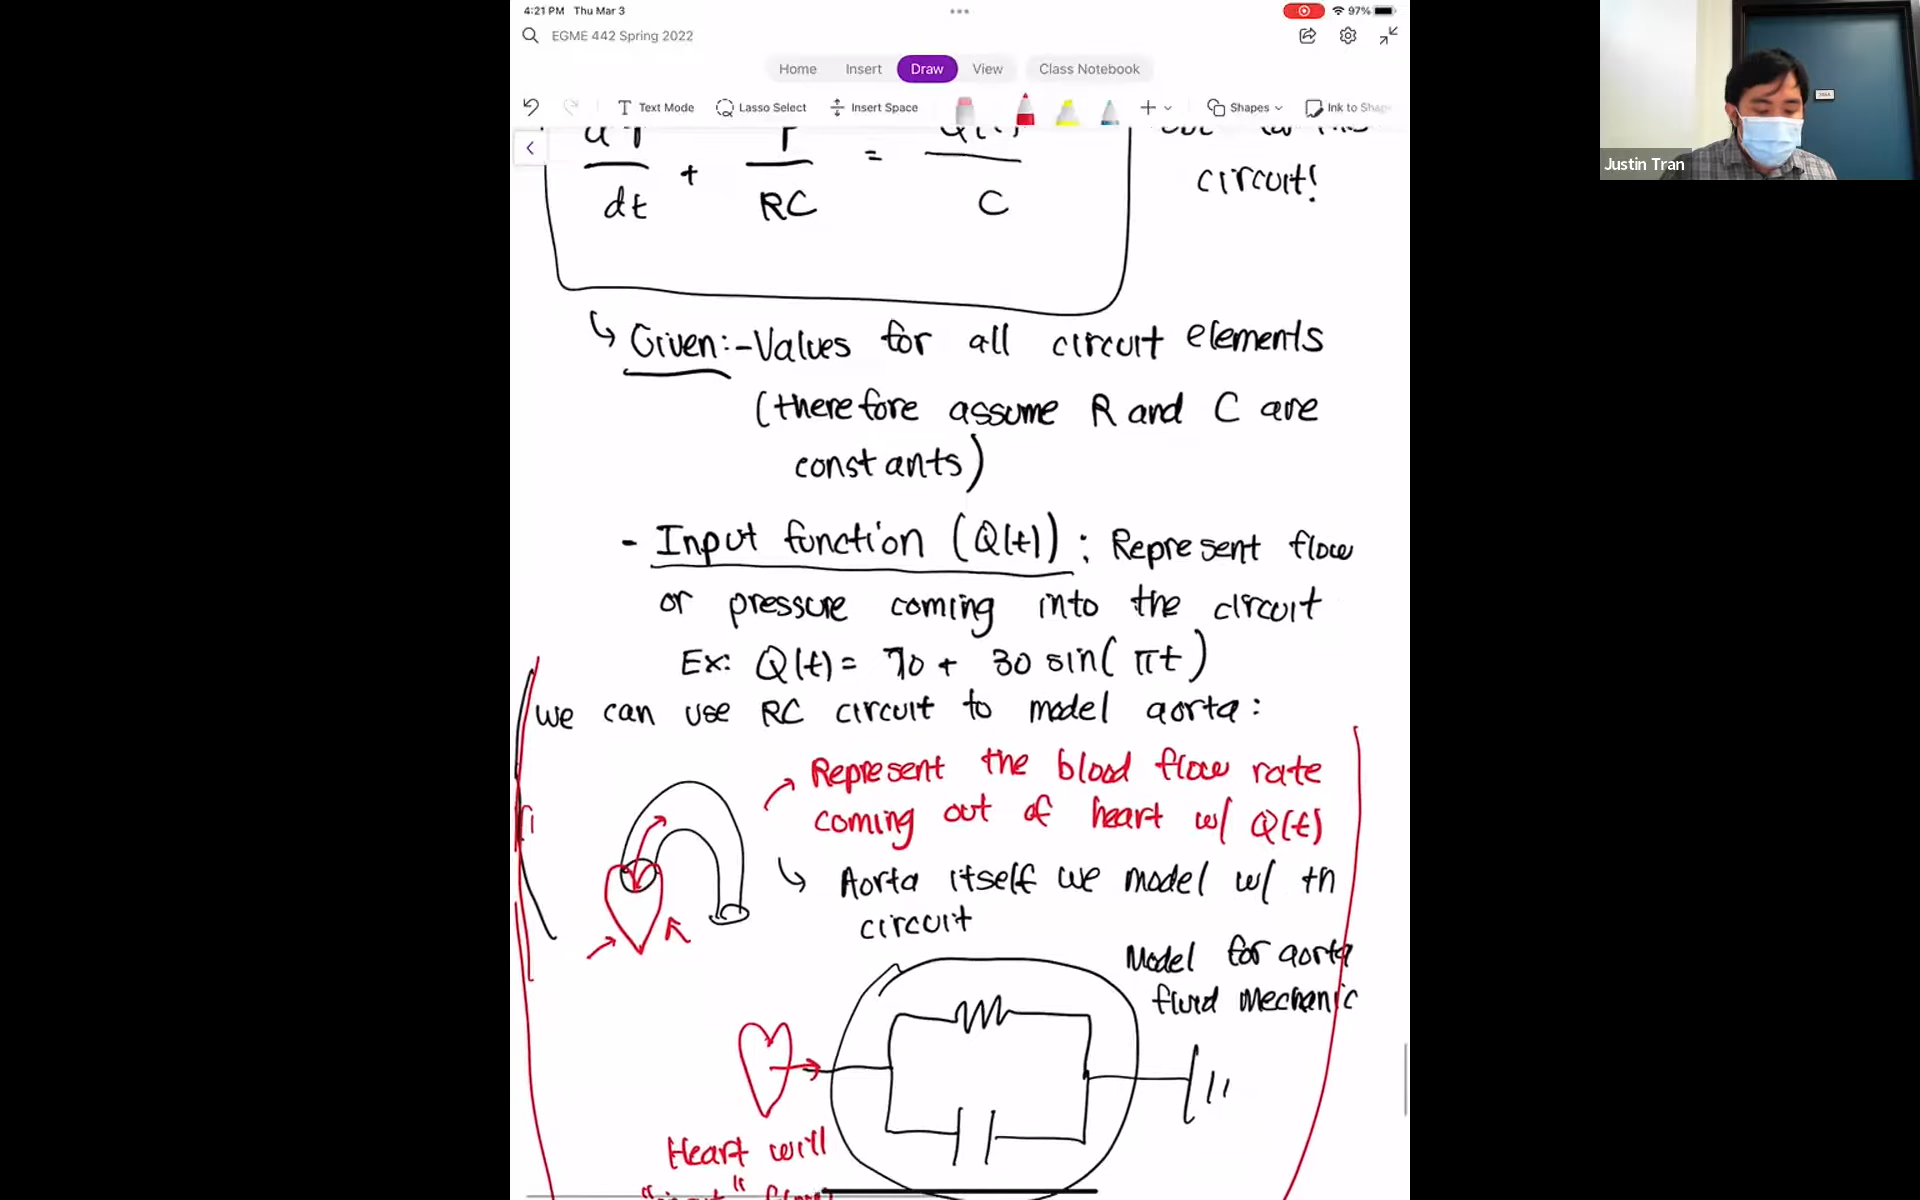 4:21 PM Thu Mar 3
97%
EGME 442 Spring 2022
Home Insert Draw View Class Notebook
Text Mode Lasso Select Insert Space Shapes Ink to Shap
Justin Tran
dt + RC = C
circuit!
Given: - Values for all circuit elements
(therefore assume R and C are
constants)
- Input function (Q(t)) : Represent flow
or pressure coming into the circuit
Ex: Q(t) = 70 + 30 sin(πt)
we can use RC circuit to model aorta:
Represent the blood flow rate
coming out of heart w/ Q(t)
Aorta itself we model w/ th
circuit
Model for aorta
fluid mechanic
Heart will